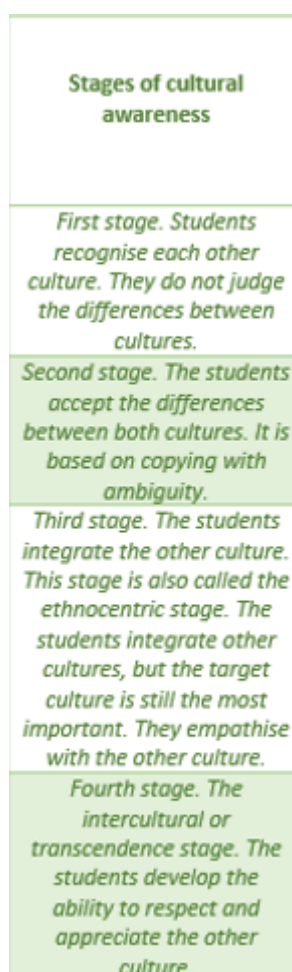 Stages of cultural
awareness
First stage. Students
recognise each other
culture. They do not judge
the differences between
cultures.
Second stage. The students
accept the differences
between both cultures. It is
based on copying with
ambiguity.
Third stage. The students
integrate the other culture.
This stage is also called the
ethnocentric stage. The
students integrate other
cultures, but the target
culture is still the most
important. They empathise
with the other culture.
Fourth stage. The
intercultural or
transcendence stage. The
students develop the
ability to respect and
appreciate the other
culture